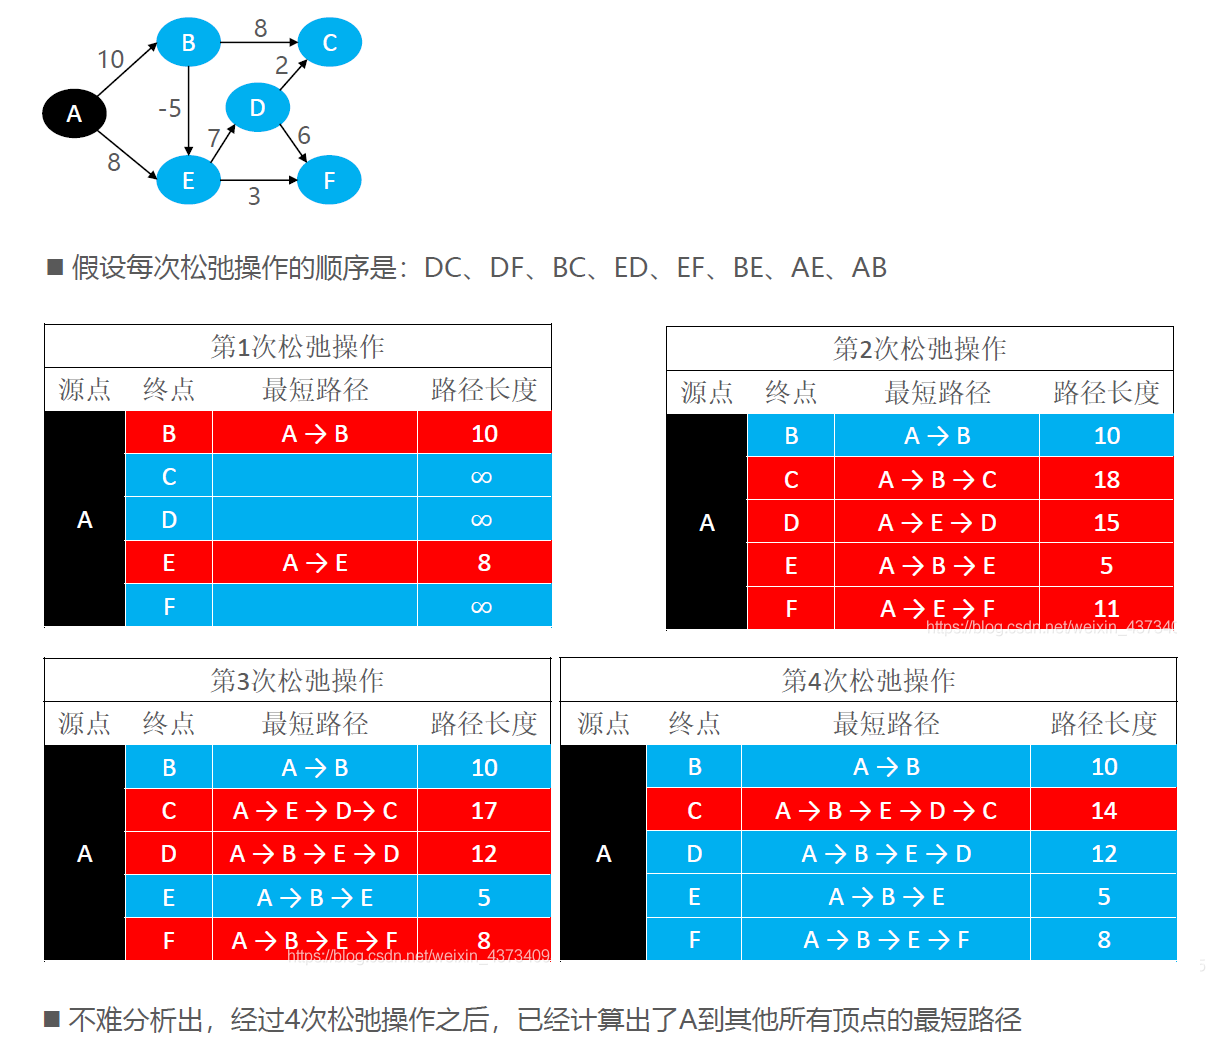 B
8
C
10
2
A
-5
D
7
6
8
E
3
F
■ 假设每次松弛操作的顺序是：DC、DF、BC、ED、EF、BE、AE、AB
第1次松弛操作
源点 终点 最短路径 路径长度
B A → B 10
C ∞
A D ∞
E A → E 8
F ∞
第2次松弛操作
源点 终点 最短路径 路径长度
B A → B 10
C A → B → C 18
A D A → E → D 15
E A → B → E 5
F A → E → F 11
https://blog.csdn.net/weixin_437340
第3次松弛操作
源点 终点 最短路径 路径长度
B A → B 10
C A → E → D → C 17
A D A → B → E → D 12
E A → B → E 5
F A → B → E → F 8
https://blog.csdn.net/weixin_4373409
第4次松弛操作
源点 终点 最短路径 路径长度
B A → B 10
C A → B → E → D → C 14
A D A → B → E → D 12
E A → B → E 5
F A → B → E → F 8
■ 不难分析出，经过4次松弛操作之后，已经计算出了A到其他所有顶点的最短路径